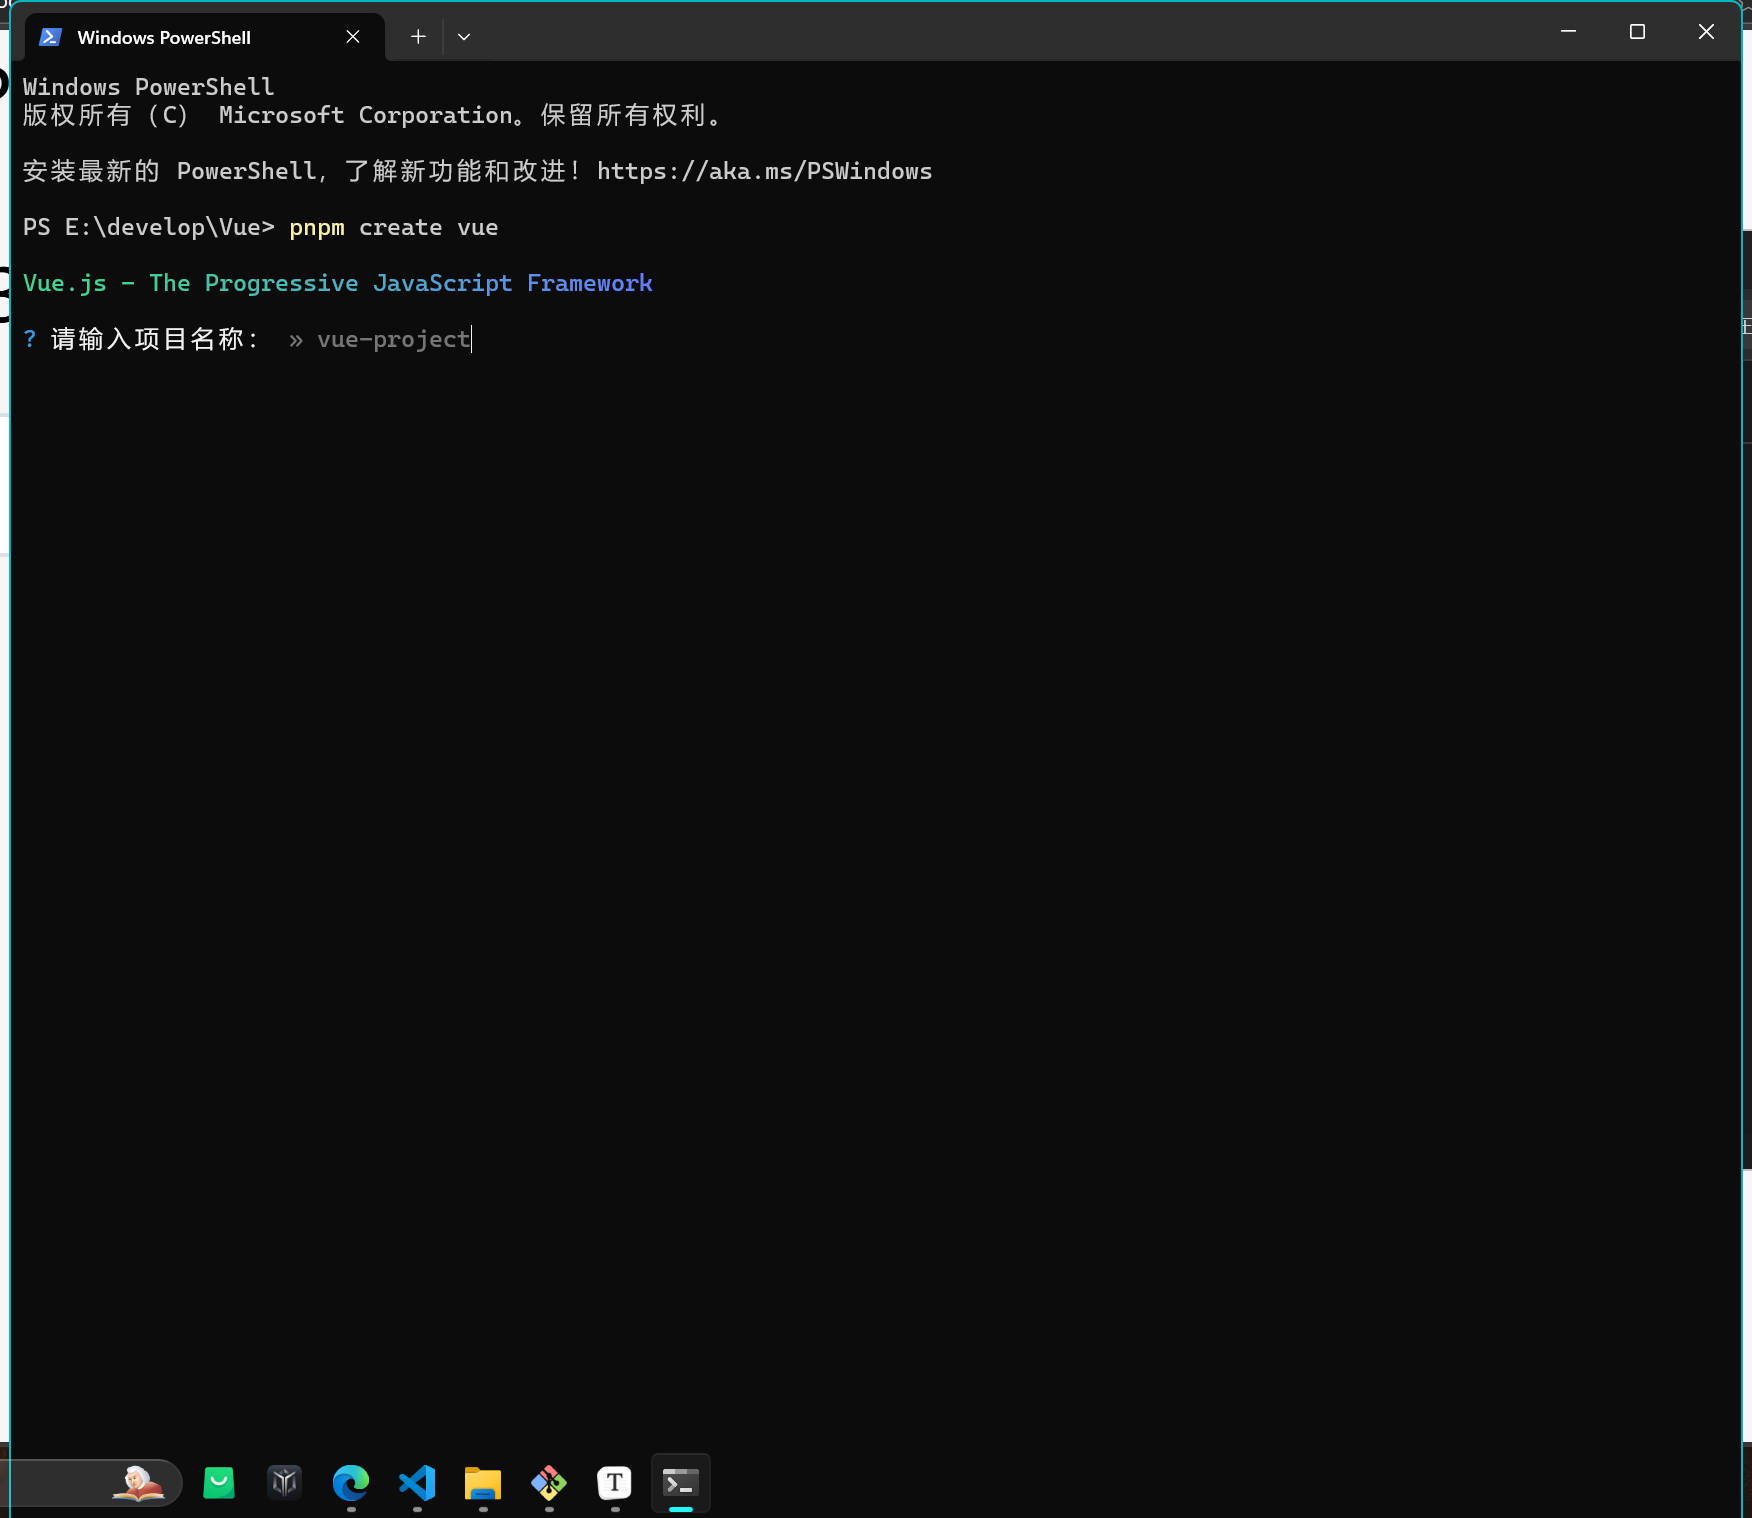 Windows PowerShell
Windows PowerShell
版权所有（C） Microsoft Corporation。保留所有权利。
安装最新的 PowerShell，了解新功能和改进！https://aka.ms/PSWindows
PS E:\develop\Vue> pnpm create vue
Vue.js - The Progressive JavaScript Framework
? 请输入项目名称： » vue-project
T